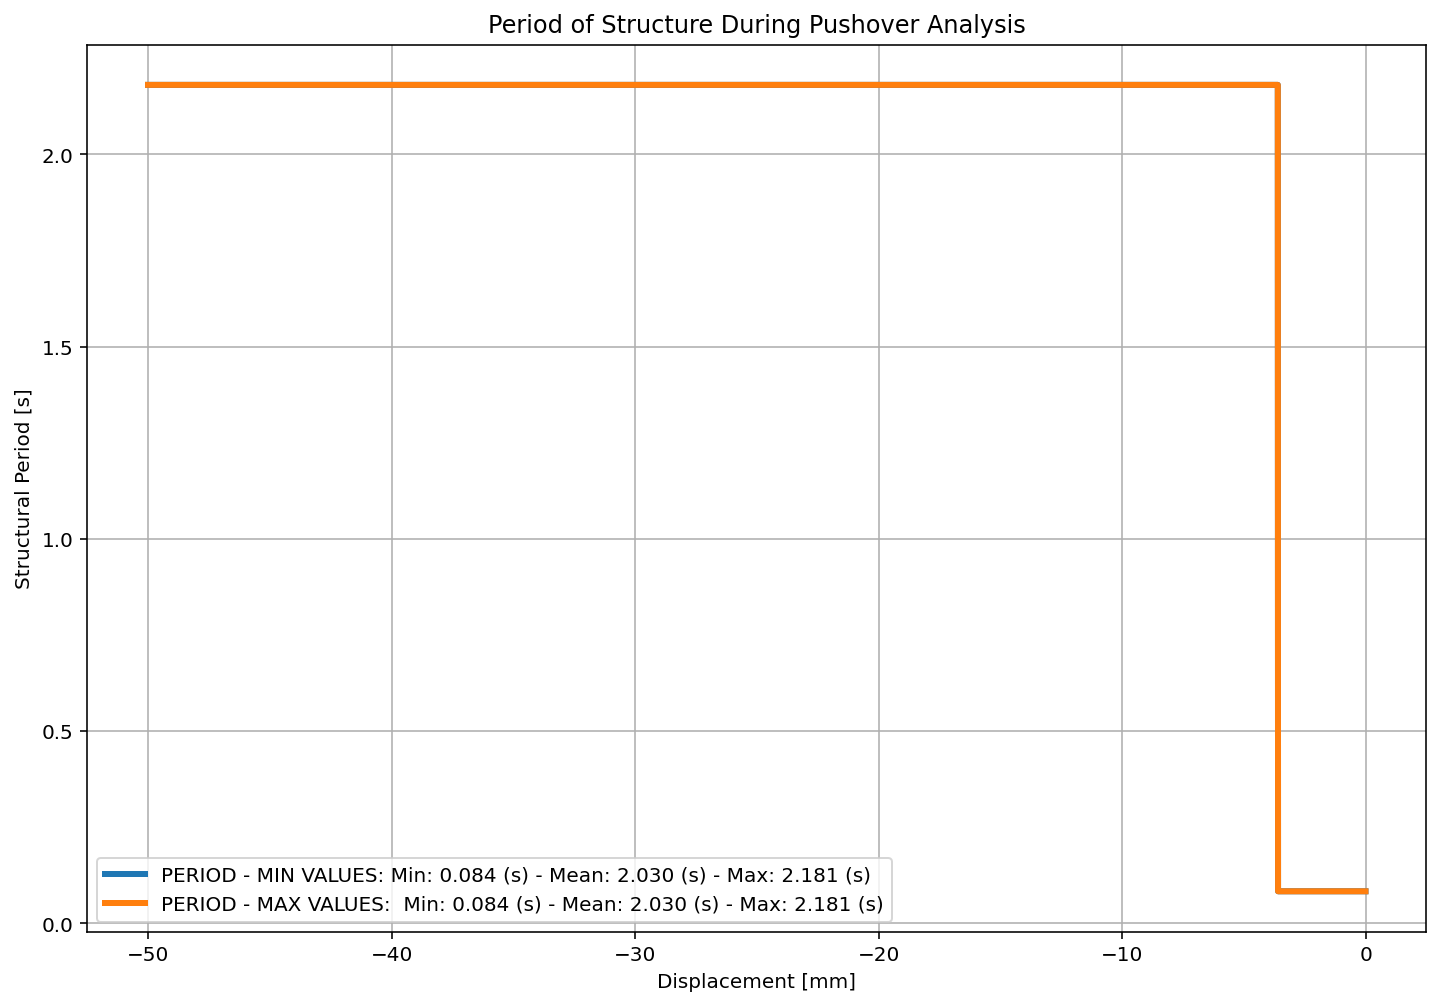 Period of Structure During Pushover Analysis
Structural Period [s]
2.0
1.5
1.0
0.5
0.0
PERIOD - MIN VALUES: Min: 0.084 (s) - Mean: 2.030 (s) - Max: 2.181 (s)
PERIOD - MAX VALUES:  Min: 0.084 (s) - Mean: 2.030 (s) - Max: 2.181 (s)
−50 −40 −30 −20 −10 0
Displacement [mm]